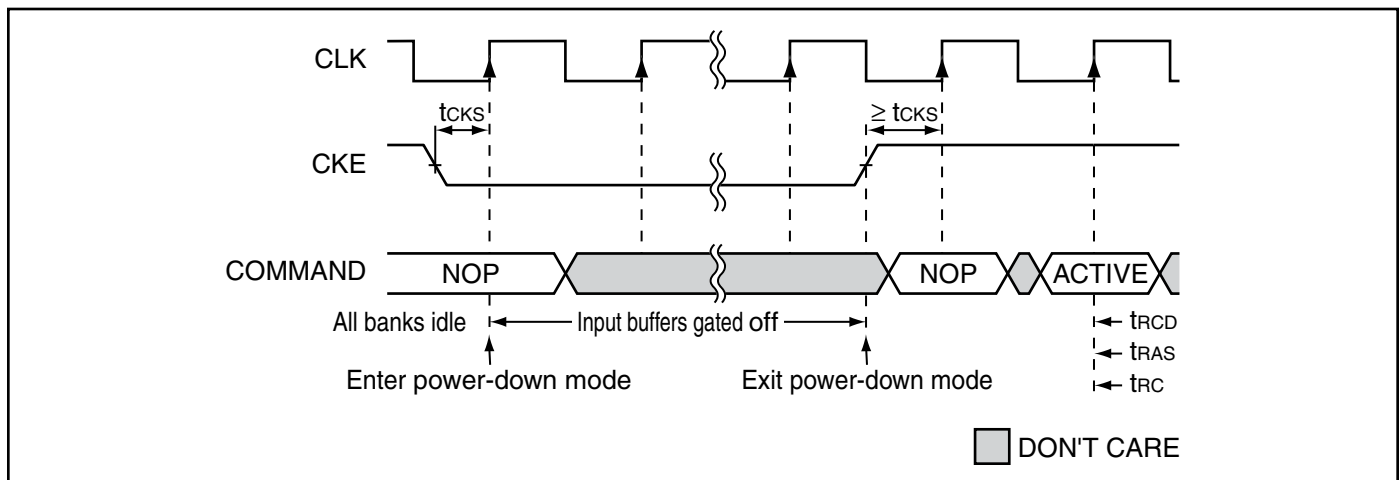 CLK
tCKS
≥ tCKS
CKE
COMMAND
NOP
NOP
ACTIVE
All banks idle
Input buffers gated off
tRCD
tRAS
Enter power-down mode
Exit power-down mode
tRC
DON'T CARE